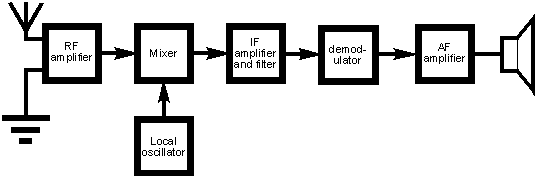 RF
amplifier
Mixer
IF
amplifier
and filter
demod-
ulator
AF
amplifier
Local
oscillator